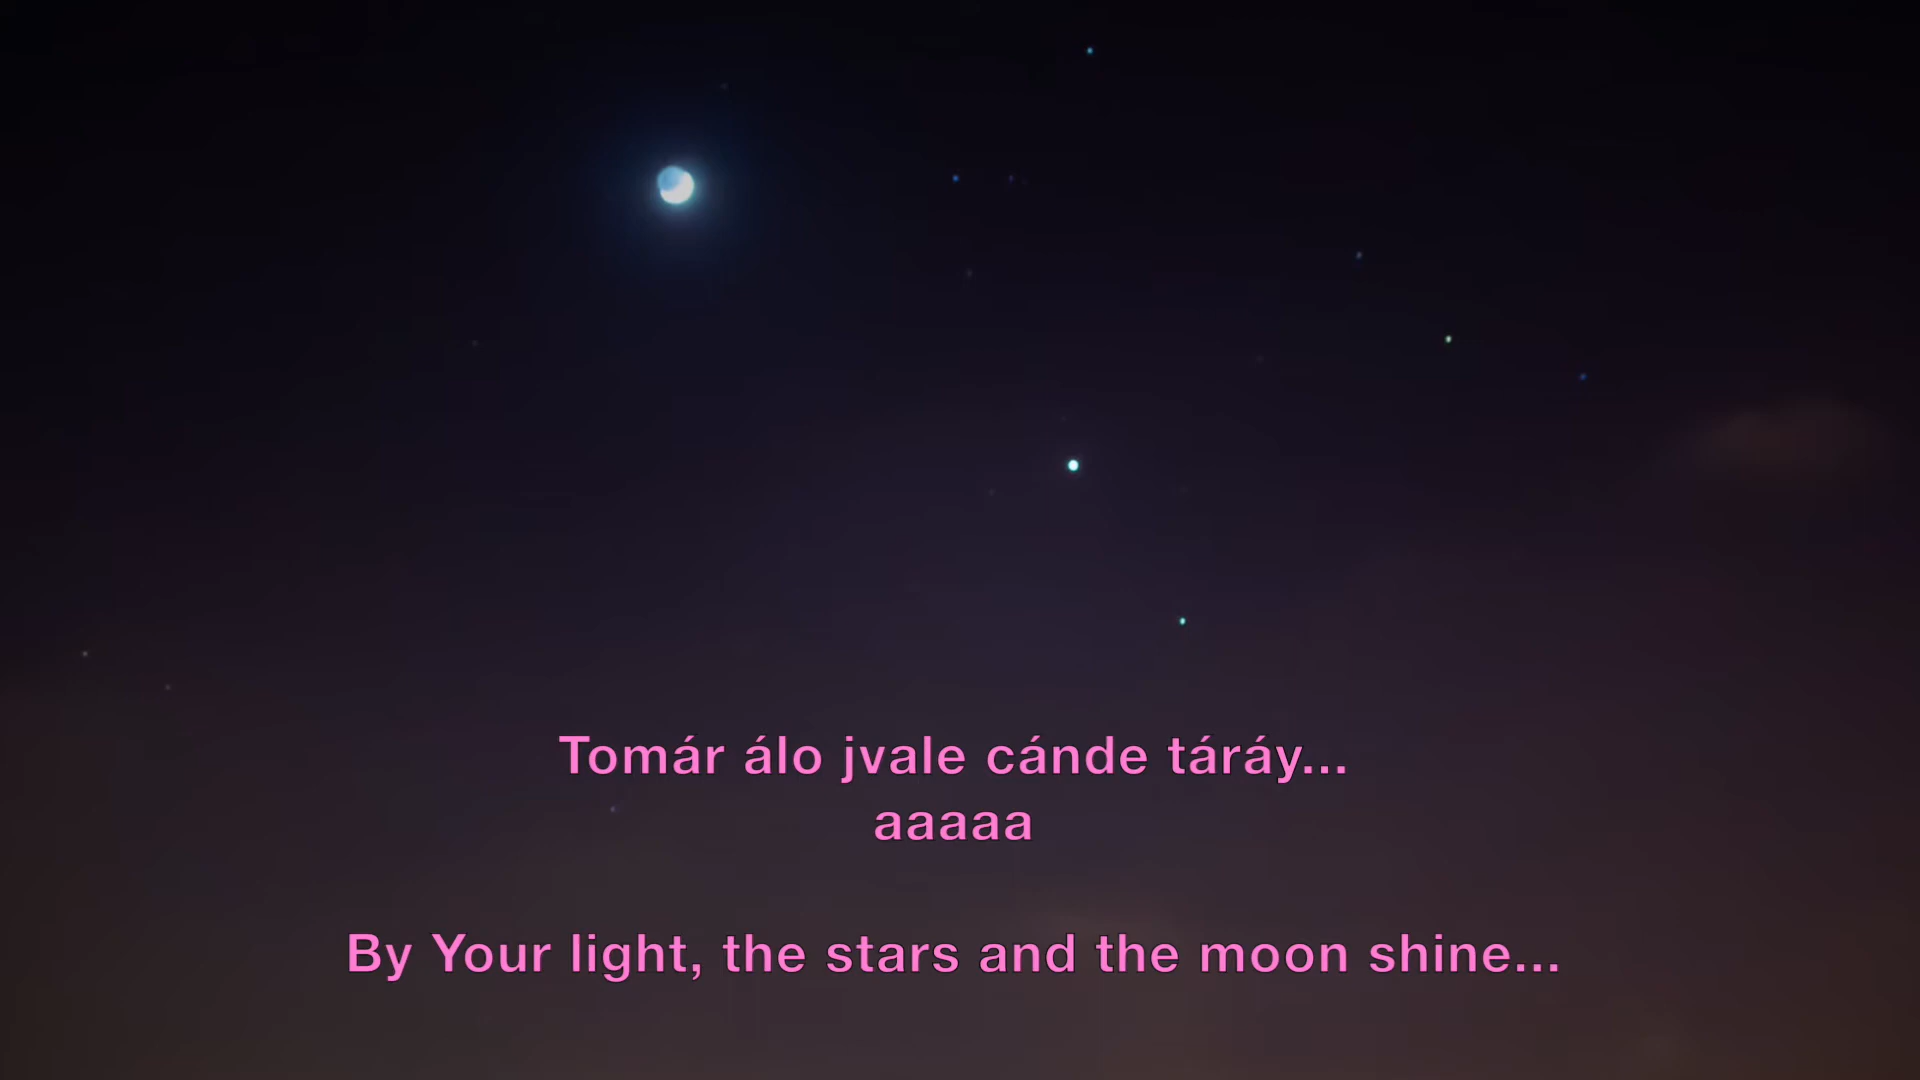 Tomár álo jvale cánde táráy...
aaaaa
By Your light, the stars and the moon shine...